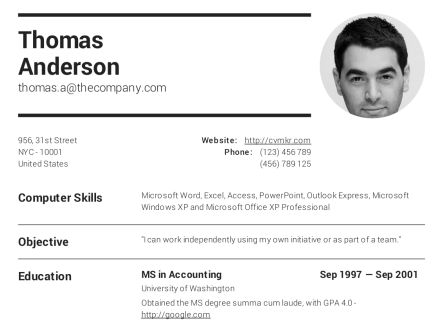 Thomas
Anderson
thomas.a@thecompany.com
956, 31st Street
NYC - 10001
United States
Website: http://cvmkr.com
Phone: (123) 456 789
(456) 789 125
Computer Skills
Microsoft Word, Excel, Access, PowerPoint, Outlook Express, Microsoft
Windows XP and Microsoft Office XP Professional
Objective
"I can work independently using my own initiative or as part of a team."
Education
MS in Accounting Sep 1997 — Sep 2001
University of Washington
Obtained the MS degree summa cum laude, with GPA 4.0 -
http://google.com